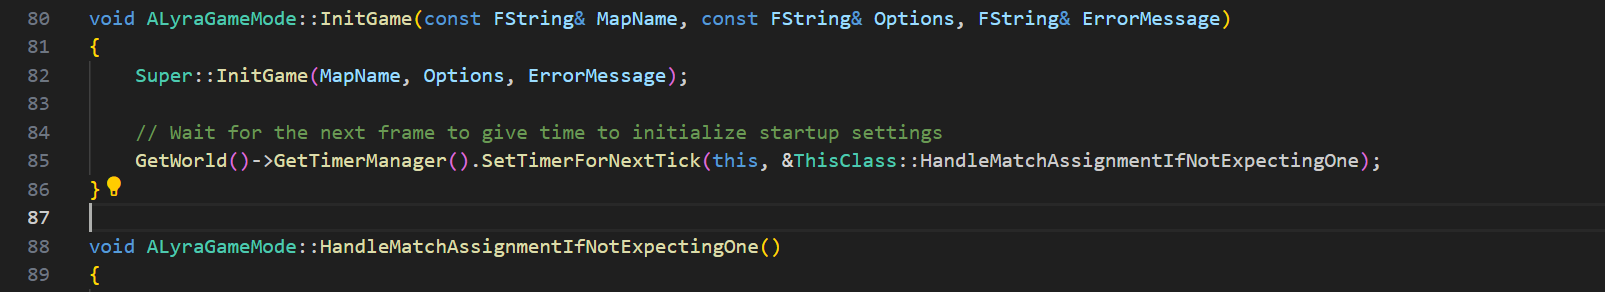 80 void ALyraGameMode::InitGame(const FString& MapName, const FString& Options, FString& ErrorMessage)
81 {
82     Super::InitGame(MapName, Options, ErrorMessage);
83
84     // Wait for the next frame to give time to initialize startup settings
85     GetWorld()->GetTimerManager().SetTimerForNextTick(this, &ThisClass::HandleMatchAssignmentIfNotExpectingOne);
86 }
87
88 void ALyraGameMode::HandleMatchAssignmentIfNotExpectingOne()
89 {